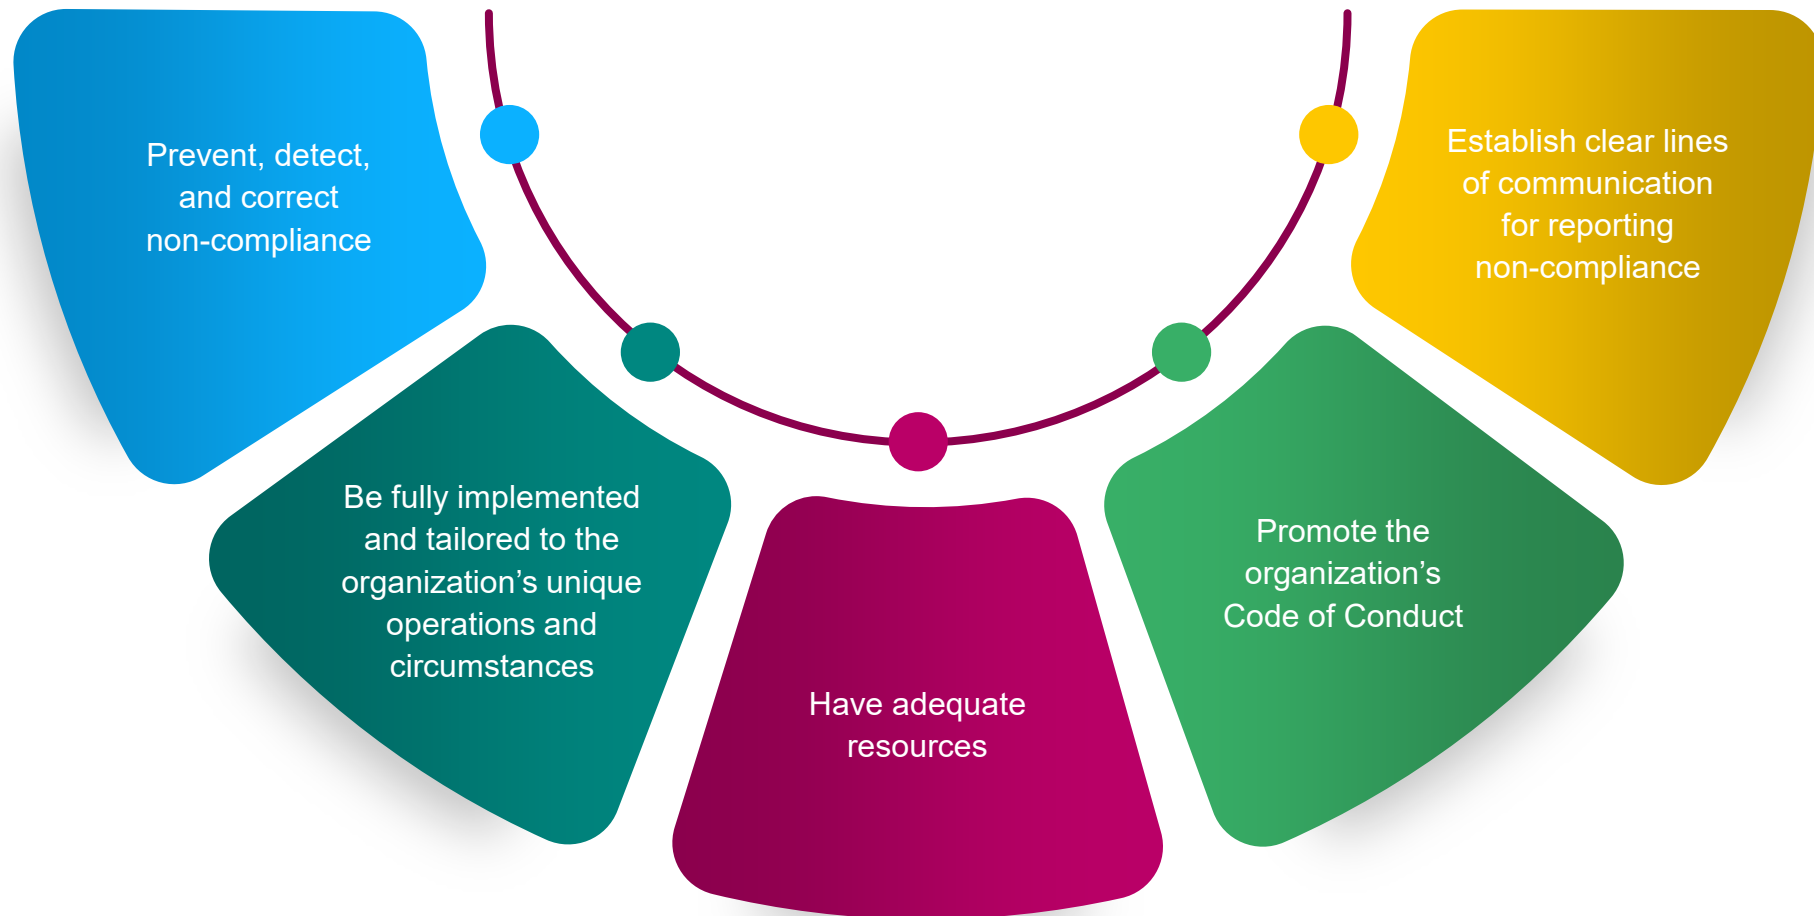 Prevent, detect,
and correct
non-compliance
Be fully implemented
and tailored to the
organization’s unique
operations and
circumstances
Have adequate
resources
Promote the
organization’s
Code of Conduct
Establish clear lines
of communication
for reporting
non-compliance